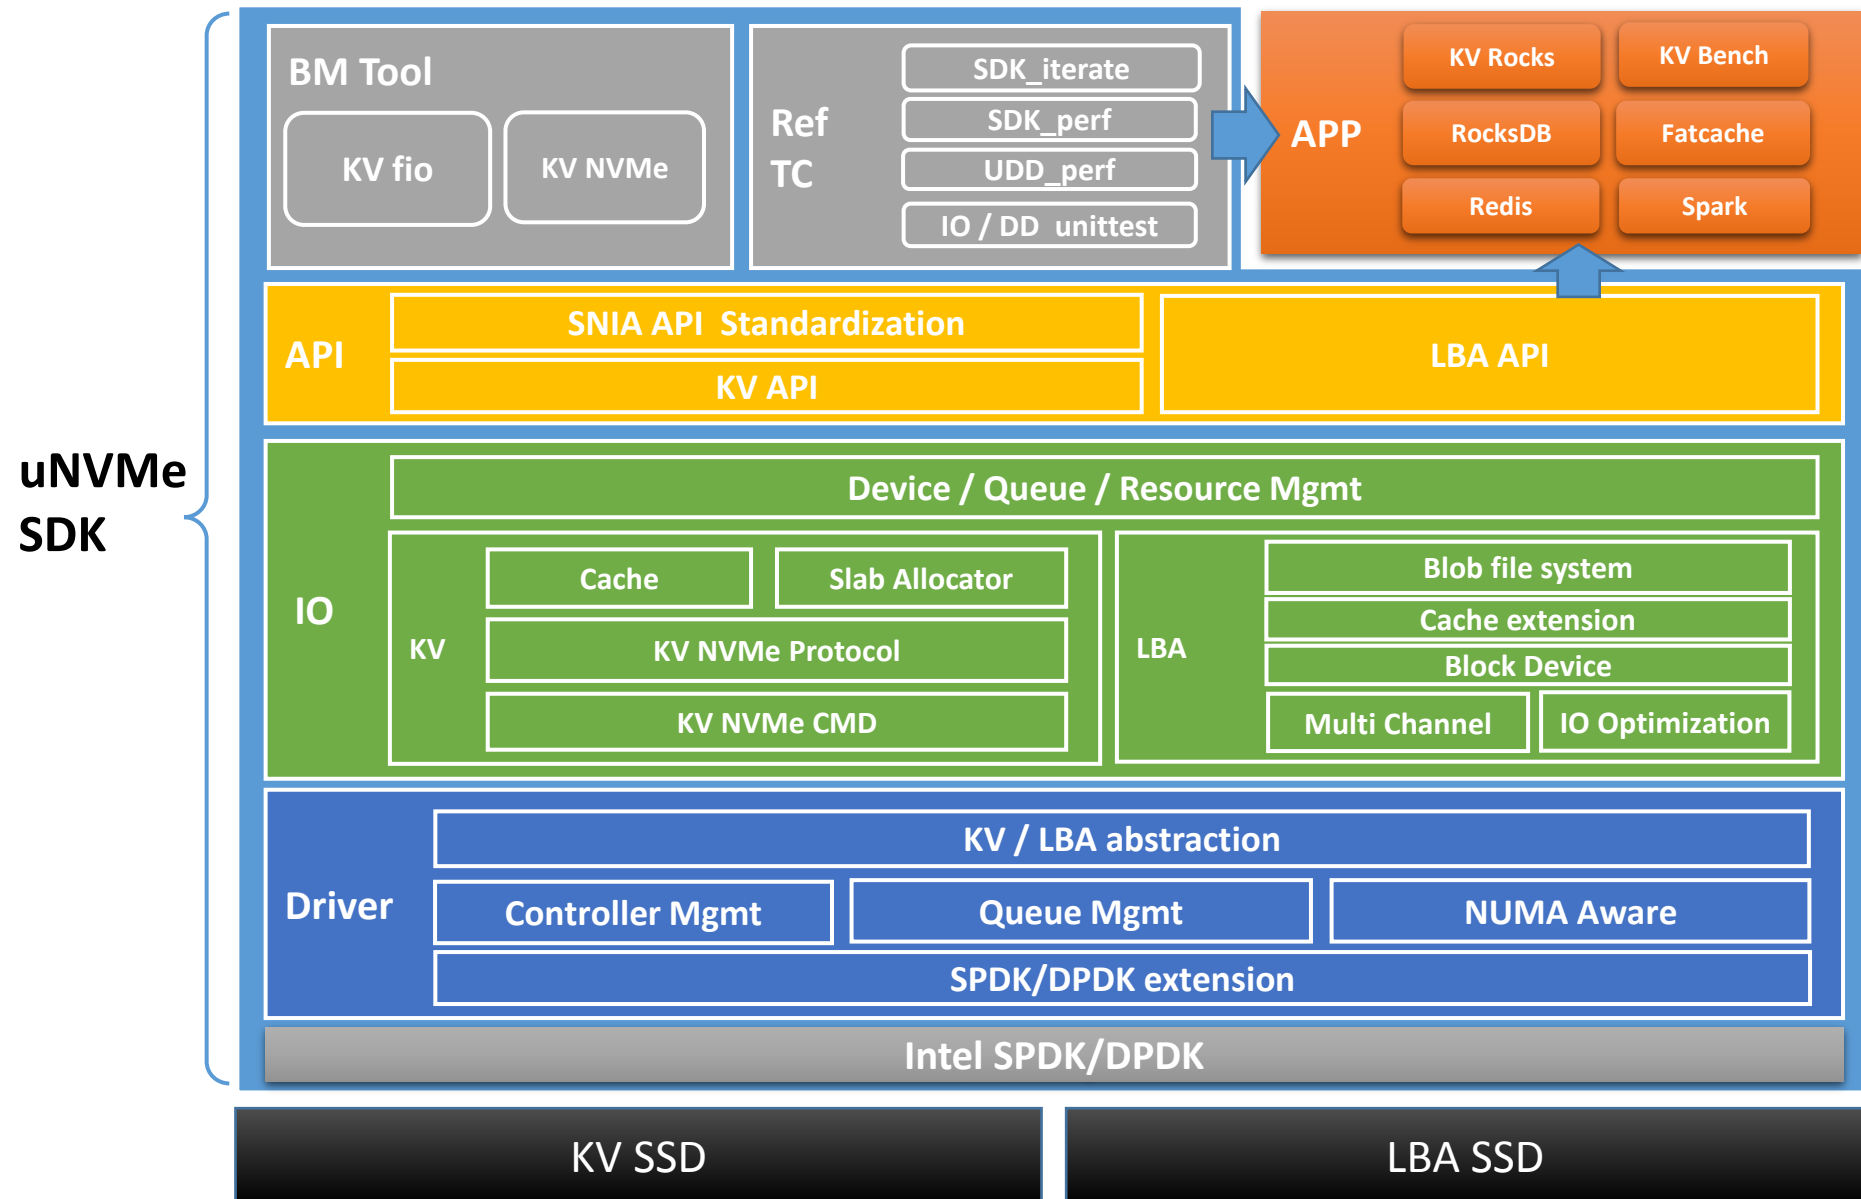 uNVMe
SDK
BM Tool
KV fio
KV NVMe
Ref
TC
SDK_iterate
SDK_perf
UDD_perf
IO / DD  unittest
APP
KV Rocks
KV Bench
RocksDB
Fatcache
Redis
Spark
API
SNIA API  Standardization
KV API
LBA API
IO
Device / Queue / Resource Mgmt
KV
Cache
Slab Allocator
KV NVMe Protocol
KV NVMe CMD
LBA
Blob file system
Cache extension
Block Device
Multi Channel
IO Optimization
Driver
KV / LBA abstraction
Controller Mgmt
Queue Mgmt
NUMA Aware
SPDK/DPDK extension
Intel SPDK/DPDK
KV SSD
LBA SSD